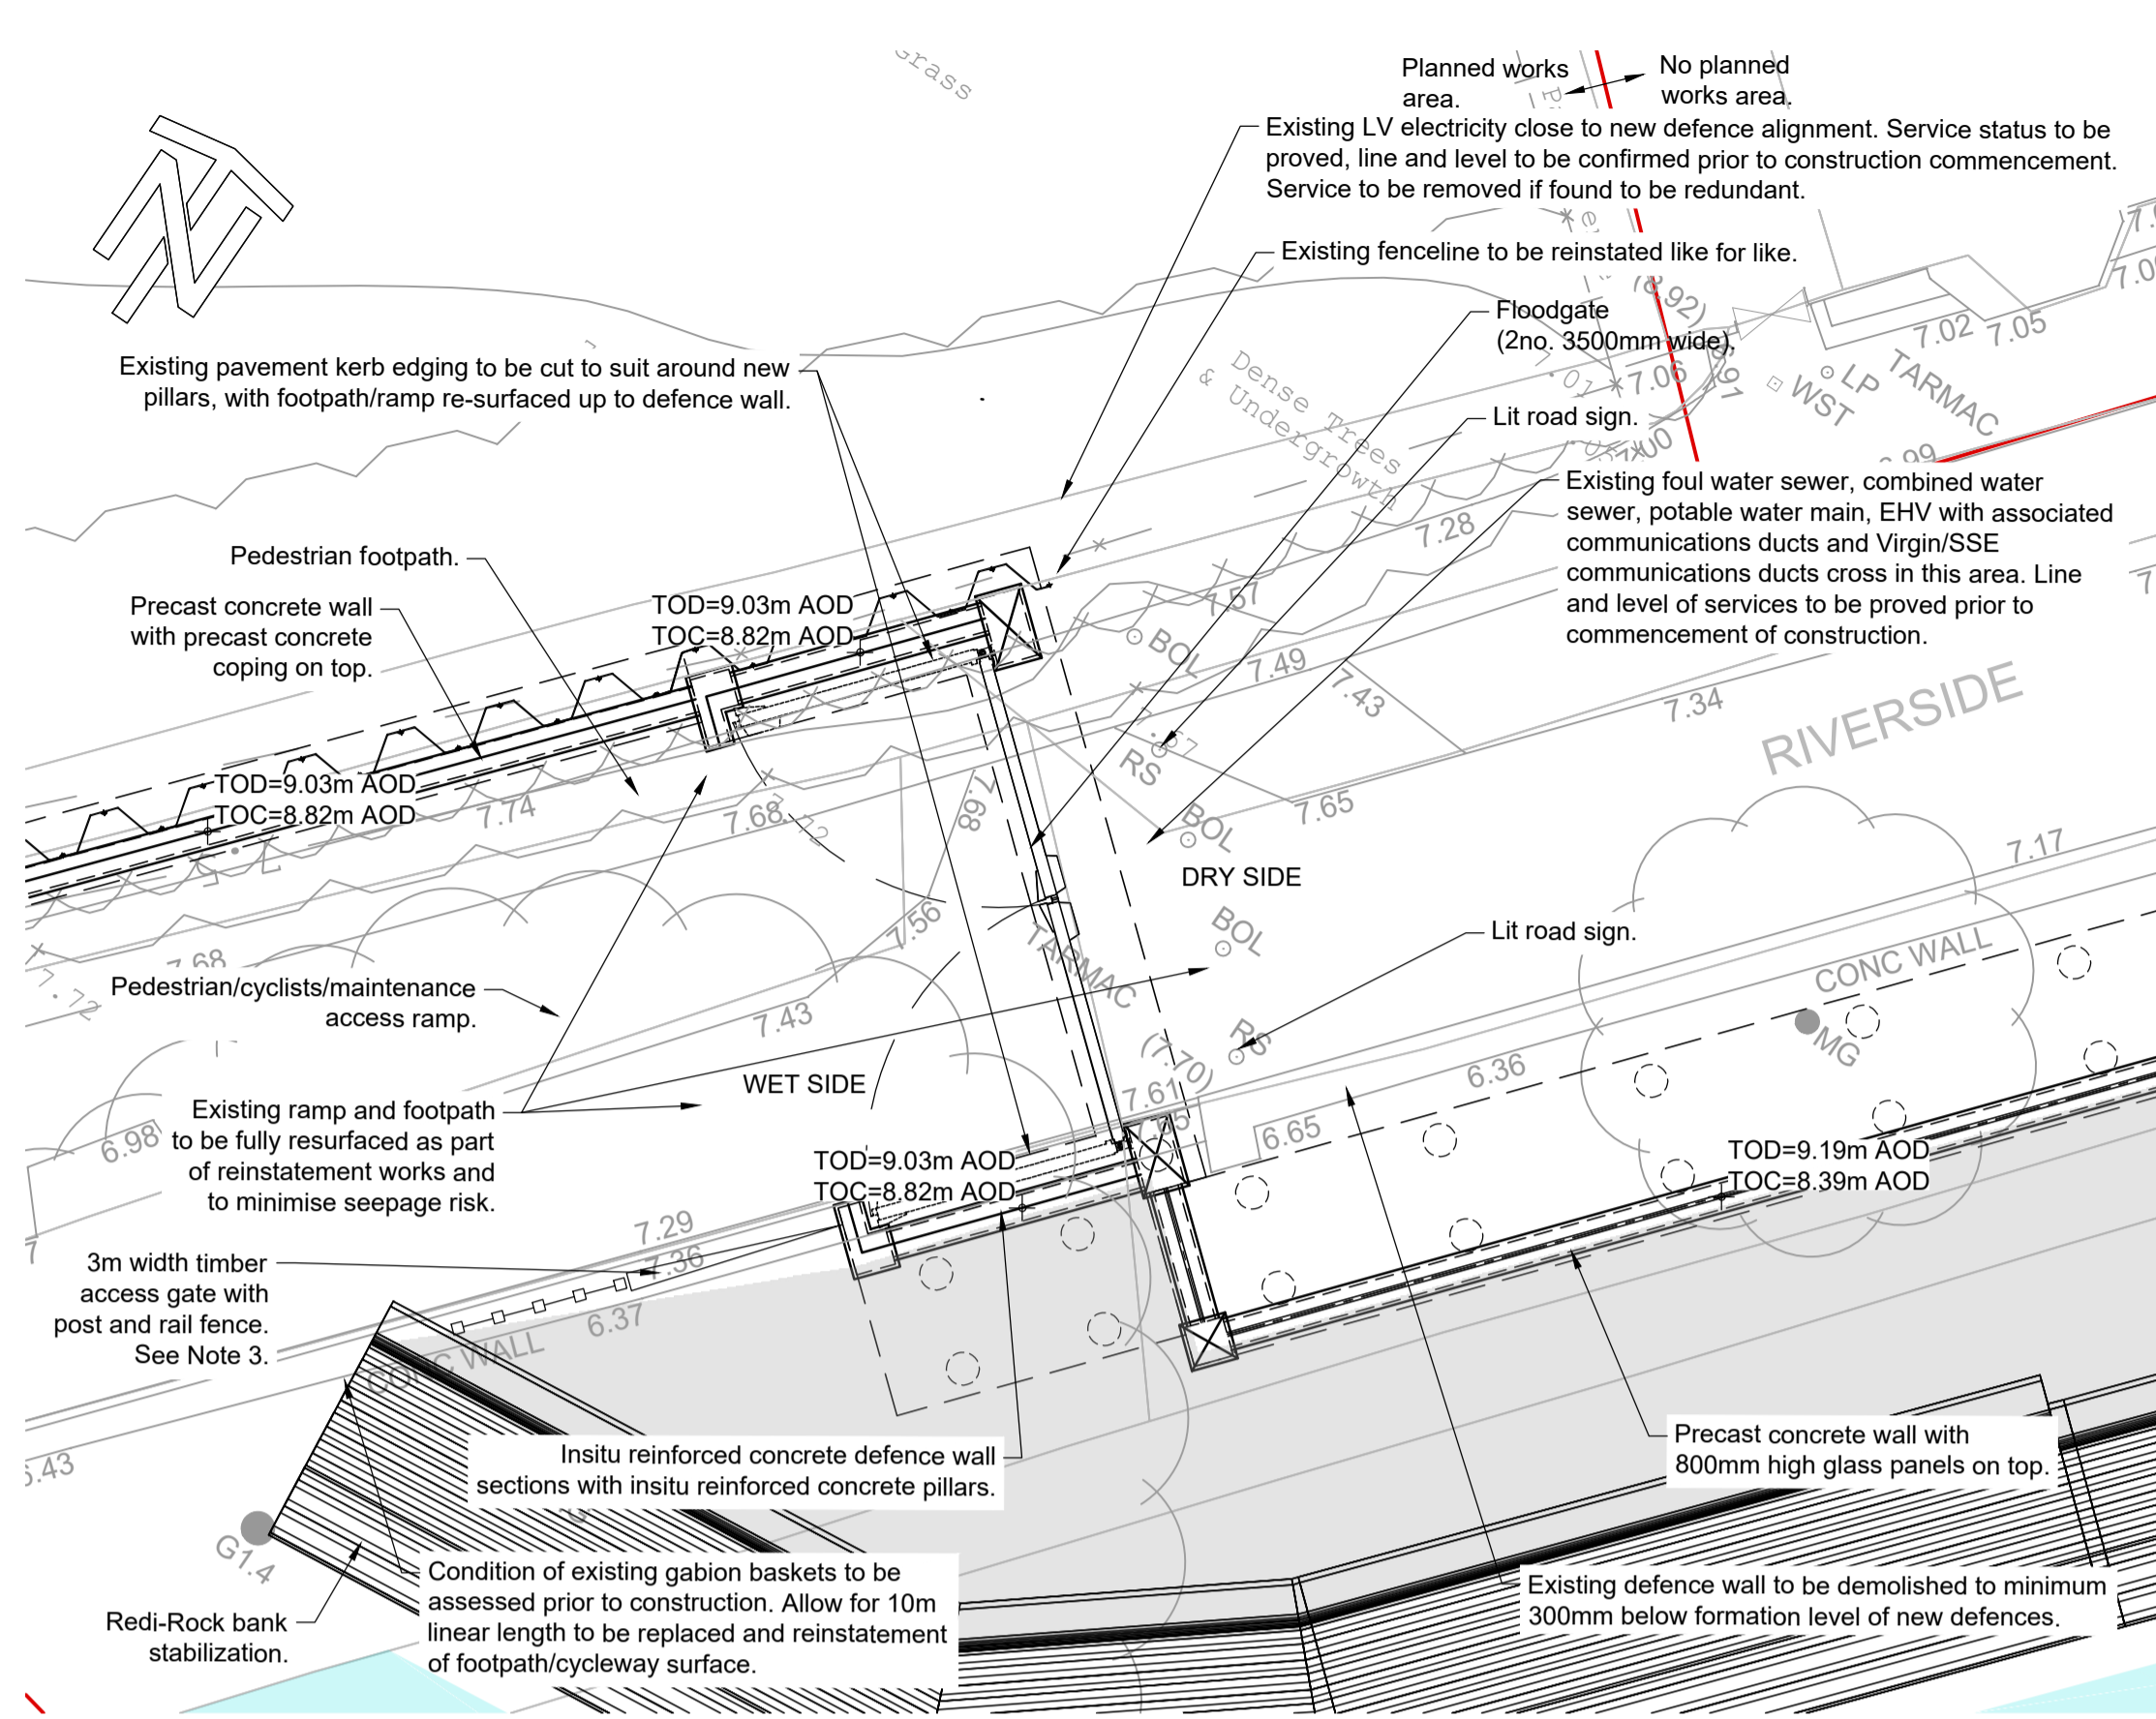 Grass
Planned works
area.
No planned
works area.
Existing LV electricity close to new defence alignment. Service status to be
proved, line and level to be confirmed prior to construction commencement.
Service to be removed if found to be redundant.
Existing fenceline to be reinstated like for like.
(8.92)
Floodgate
(2no. 3500mm wide).
7.02
7.05
7.06
LP
WST
TARMAC
Existing pavement kerb edging to be cut to suit around new
pillars, with footpath/ramp re-surfaced up to defence wall.
Dense Trees
& Undergrowth
Lit road sign.
Existing foul water sewer, combined water
sewer, potable water main, EHV with associated
communications ducts and Virgin/SSE
communications ducts cross in this area. Line
and level of services to be proved prior to
commencement of construction.
7.28
Pedestrian footpath.
Precast concrete wall
with precast concrete
coping on top.
TOD=9.03m AOD
TOC=8.82m AOD
7.57
BOL
7.49
7.43
7.34
RIVERSIDE
RS
TOD=9.03m AOD
TOC=8.82m AOD
7.74
7.68
7.68
7.65
BOL
DRY SIDE
7.17
7.56
TARMAC
BOL
Lit road sign.
CONC WALL
7.68
7.72
Pedestrian/cyclists/maintenance
access ramp.
7.43
RS
(7.70)
MG
WET SIDE
7.61
6.36
6.65
6.98
Existing ramp and footpath
to be fully resurfaced as part
of reinstatement works and
to minimise seepage risk.
TOD=9.03m AOD
TOC=8.82m AOD
TOD=9.19m AOD
TOC=8.39m AOD
7.29
7.36
6.37
3m width timber
access gate with
post and rail fence.
See Note 3.
CONC WALL
Insitu reinforced concrete defence wall
sections with insitu reinforced concrete pillars.
Precast concrete wall with
800mm high glass panels on top.
G1.4
Condition of existing gabion baskets to be
assessed prior to construction. Allow for 10m
linear length to be replaced and reinstatement
of footpath/cycleway surface.
Existing defence wall to be demolished to minimum
300mm below formation level of new defences.
Redi-Rock bank
stabilization.